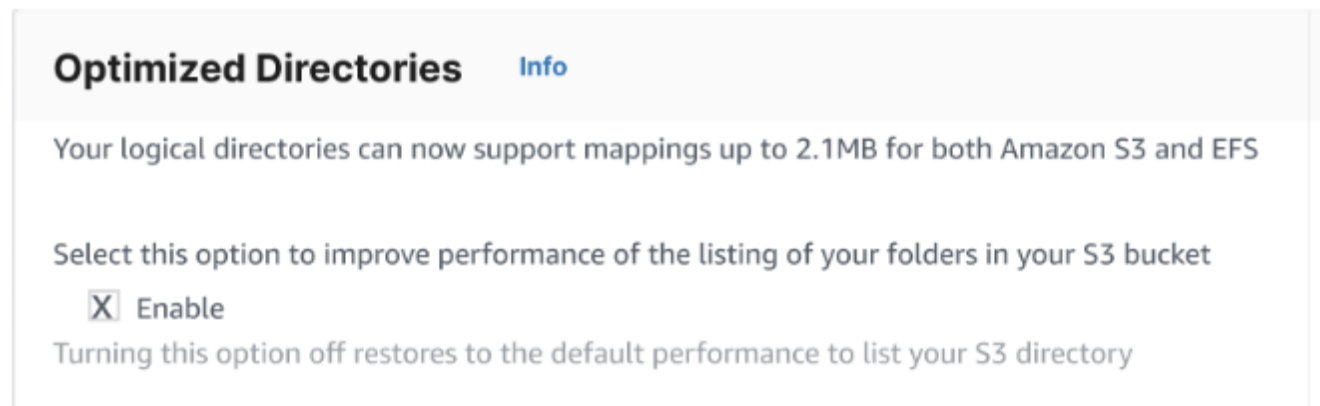 Optimized Directories Info
Your logical directories can now support mappings up to 2.1MB for both Amazon S3 and EFS
Select this option to improve performance of the listing of your folders in your S3 bucket
X Enable
Turning this option off restores to the default performance to list your S3 directory